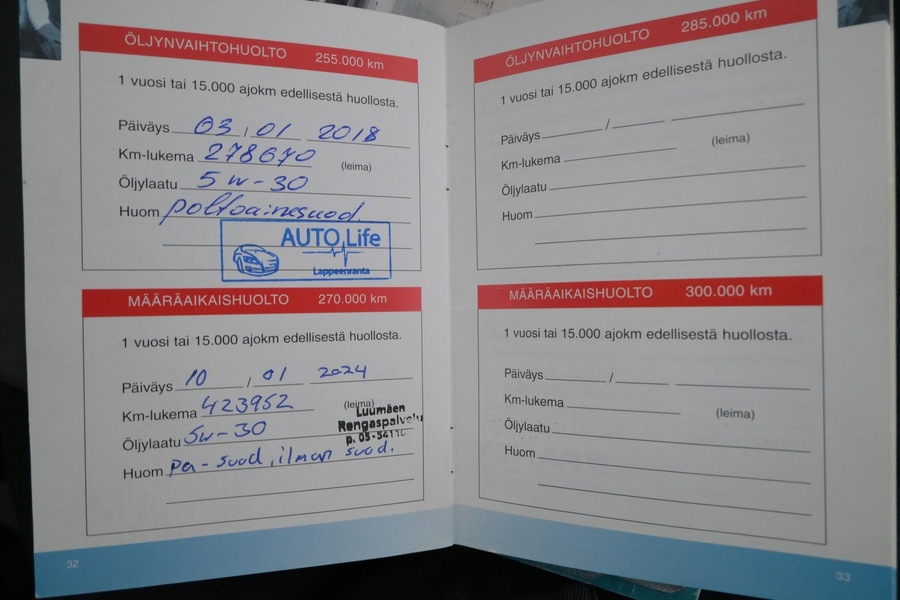 ÖLJYNVAIHTOHUOLTO 255.000 km
1 vuosi tai 15.000 ajokm edellisestä huollosta.
Päiväys 03 / 01 2018
Km-lukema 278670 (leima)
Öljylaatu 5w-30
Huom polttoainesuod.
AUTO Life
Lappeenranta
MÄÄRÄAIKAISHUOLTO 270.000 km
1 vuosi tai 15.000 ajokm edellisestä huollosta.
Päiväys 10 / 01 2024
Km-lukema 423952 (leima)
Luumäen
Rengaspalvelu
p. 05-5411
Öljylaatu 5w-30
Huom pa-suod, ilman suod.
32
ÖLJYNVAIHTOHUOLTO 285.000 km
1 vuosi tai 15.000 ajokm edellisestä huollosta.
Päiväys /
Km-lukema (leima)
Öljylaatu
Huom
MÄÄRÄAIKAISHUOLTO 300.000 km
1 vuosi tai 15.000 ajokm edellisestä huollosta.
Päiväys /
Km-lukema (leima)
Öljylaatu
Huom
33